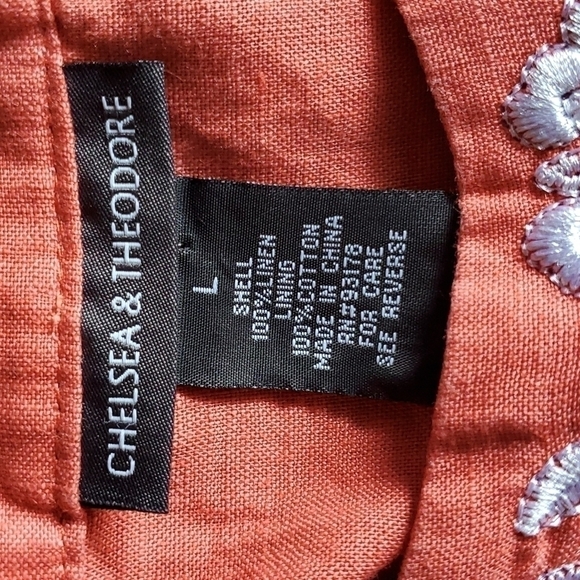 CHELSEA & THEODORE
L
SHELL
100%LINEN
LINING
100%COTTON
MADE IN CHINA
RN#93178
FOR CARE
SEE REVERSE